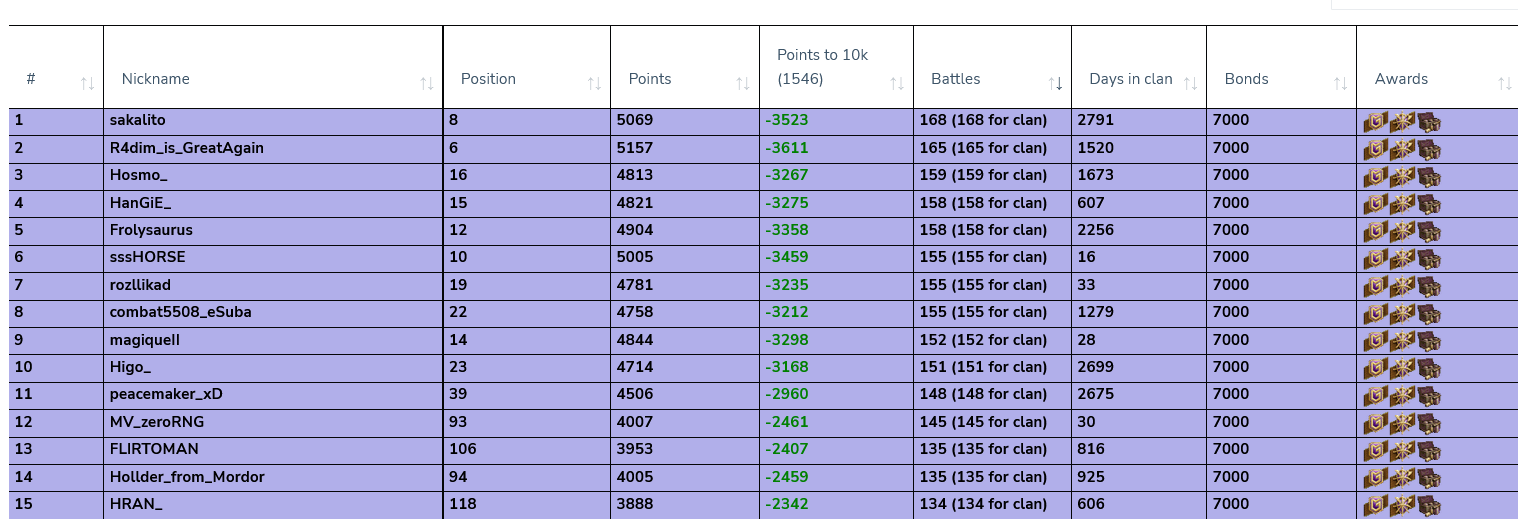 # Nickname Position Points Points to 10k (1546) Battles Days in clan Bonds Awards
1 sakalito 8 5069 -3523 168 (168 for clan) 2791 7000
2 R4dim_is_GreatAgain 6 5157 -3611 165 (165 for clan) 1520 7000
3 Hosmo_ 16 4813 -3267 159 (159 for clan) 1673 7000
4 HanGiE_ 15 4821 -3275 158 (158 for clan) 607 7000
5 Frolysaurus 12 4904 -3358 158 (158 for clan) 2256 7000
6 sssHORSE 10 5005 -3459 155 (155 for clan) 16 7000
7 rozllikad 19 4781 -3235 155 (155 for clan) 33 7000
8 combat5508_eSuba 22 4758 -3212 155 (155 for clan) 1279 7000
9 magiquell 14 4844 -3298 152 (152 for clan) 28 7000
10 Higo_ 23 4714 -3168 151 (151 for clan) 2699 7000
11 peacemaker_xD 39 4506 -2960 148 (148 for clan) 2675 7000
12 MV_zeroRNG 93 4007 -2461 145 (145 for clan) 30 7000
13 FLIRTOMAN 106 3953 -2407 135 (135 for clan) 816 7000
14 Hollder_from_Mordor 94 4005 -2459 135 (135 for clan) 925 7000
15 HRAN_ 118 3888 -2342 134 (134 for clan) 606 7000